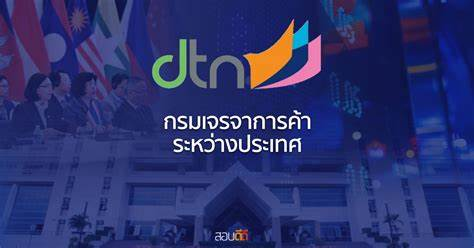 dtn
กรมเจรจาการค้า
ระหว่างประเทศ
สอบดีดี